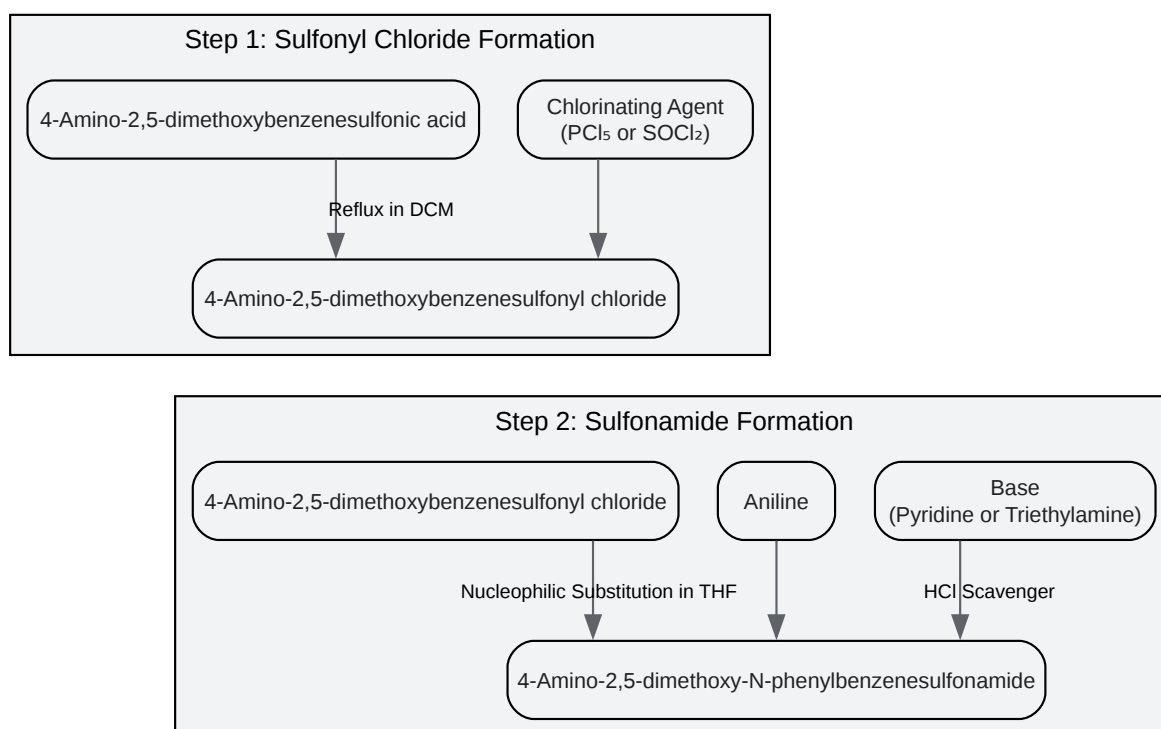 Step 1: Sulfonyl Chloride Formation
4-Amino-2,5-dimethoxybenzenesulfonic acid
Chlorinating Agent
(PCl₅ or SOCl₂)
Reflux in DCM
4-Amino-2,5-dimethoxybenzenesulfonyl chloride
Step 2: Sulfonamide Formation
4-Amino-2,5-dimethoxybenzenesulfonyl chloride
Aniline
Base
(Pyridine or Triethylamine)
Nucleophilic Substitution in THF
HCl Scavenger
4-Amino-2,5-dimethoxy-N-phenylbenzenesulfonamide